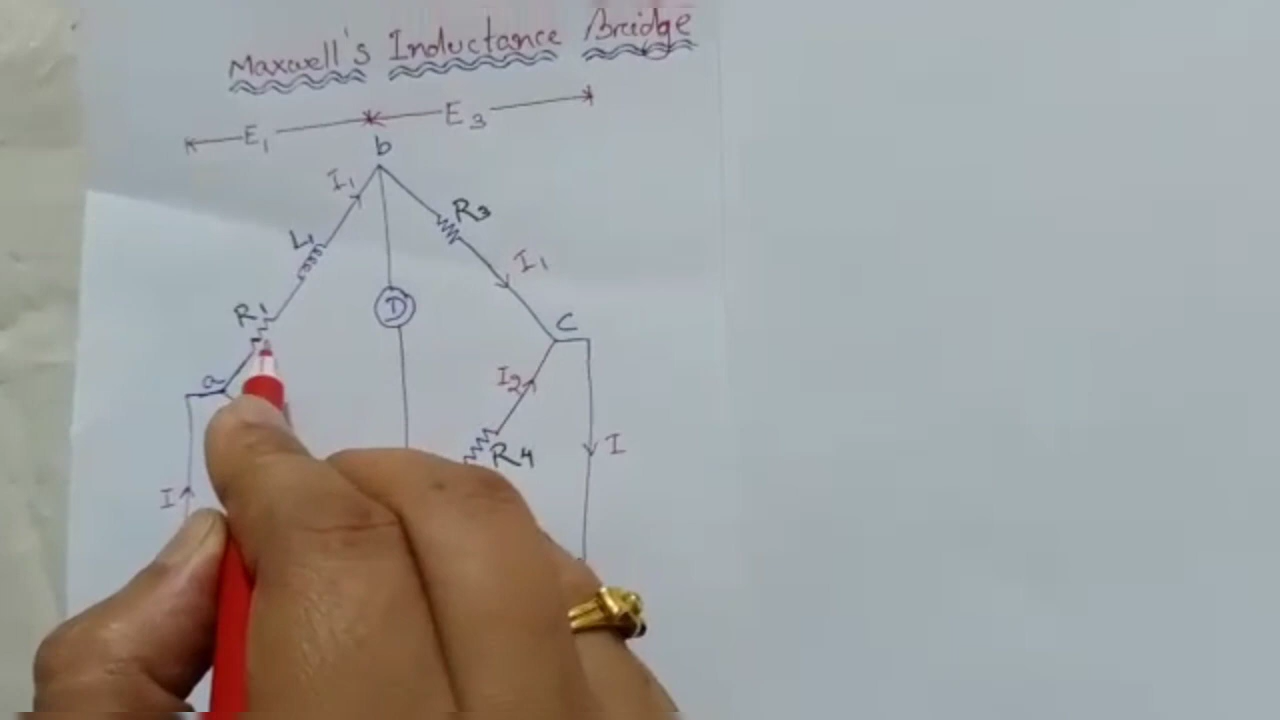 Maxwell's Inductance Bridge
E1 E3
b
I1
R3
L1
I1
R1
D
C
a
I2
R4
I
I